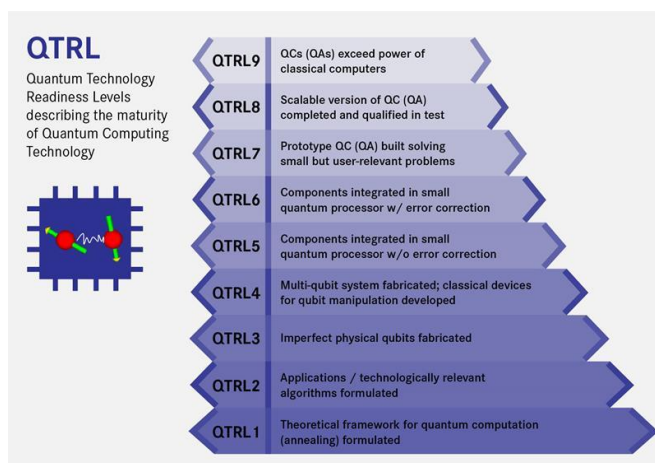 QTRL
Quantum Technology
Readiness Levels
describing the maturity
of Quantum Computing
Technology
QTRL9
QCs (QAs) exceed power of
classical computers
QTRL8
Scalable version of QC (QA)
completed and qualified in test
QTRL7
Prototype QC (QA) built solving
small but user-relevant problems
QTRL6
Components integrated in small
quantum processor w/ error correction
QTRL5
Components integrated in small
quantum processor w/o error correction
QTRL4
Multi-qubit system fabricated; classical devices
for qubit manipulation developed
QTRL3
Imperfect physical qubits fabricated
QTRL2
Applications / technologically relevant
algorithms formulated
QTRL1
Theoretical framework for quantum computation
(annealing) formulated